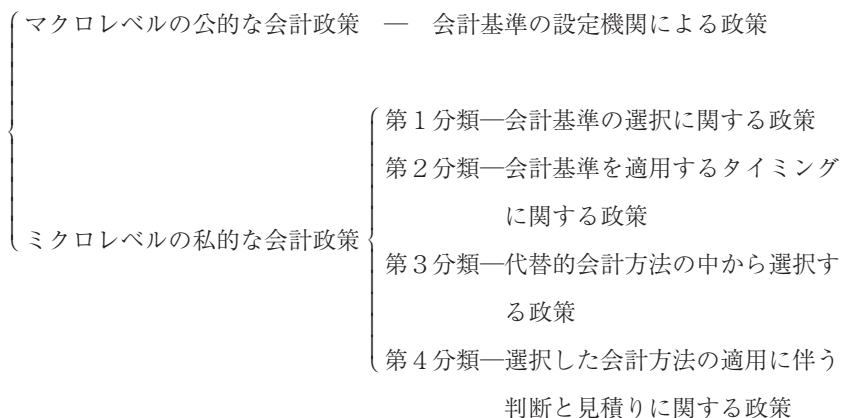 マクロレベルの公的な会計政策 ― 会計基準の設定機関による政策
第1分類―会計基準の選択に関する政策
第2分類―会計基準を適用するタイミング
に関する政策
ミクロレベルの私的な会計政策
第3分類―代替的会計方法の中から選択す
る政策
第4分類―選択した会計方法の適用に伴う
判断と見積りに関する政策